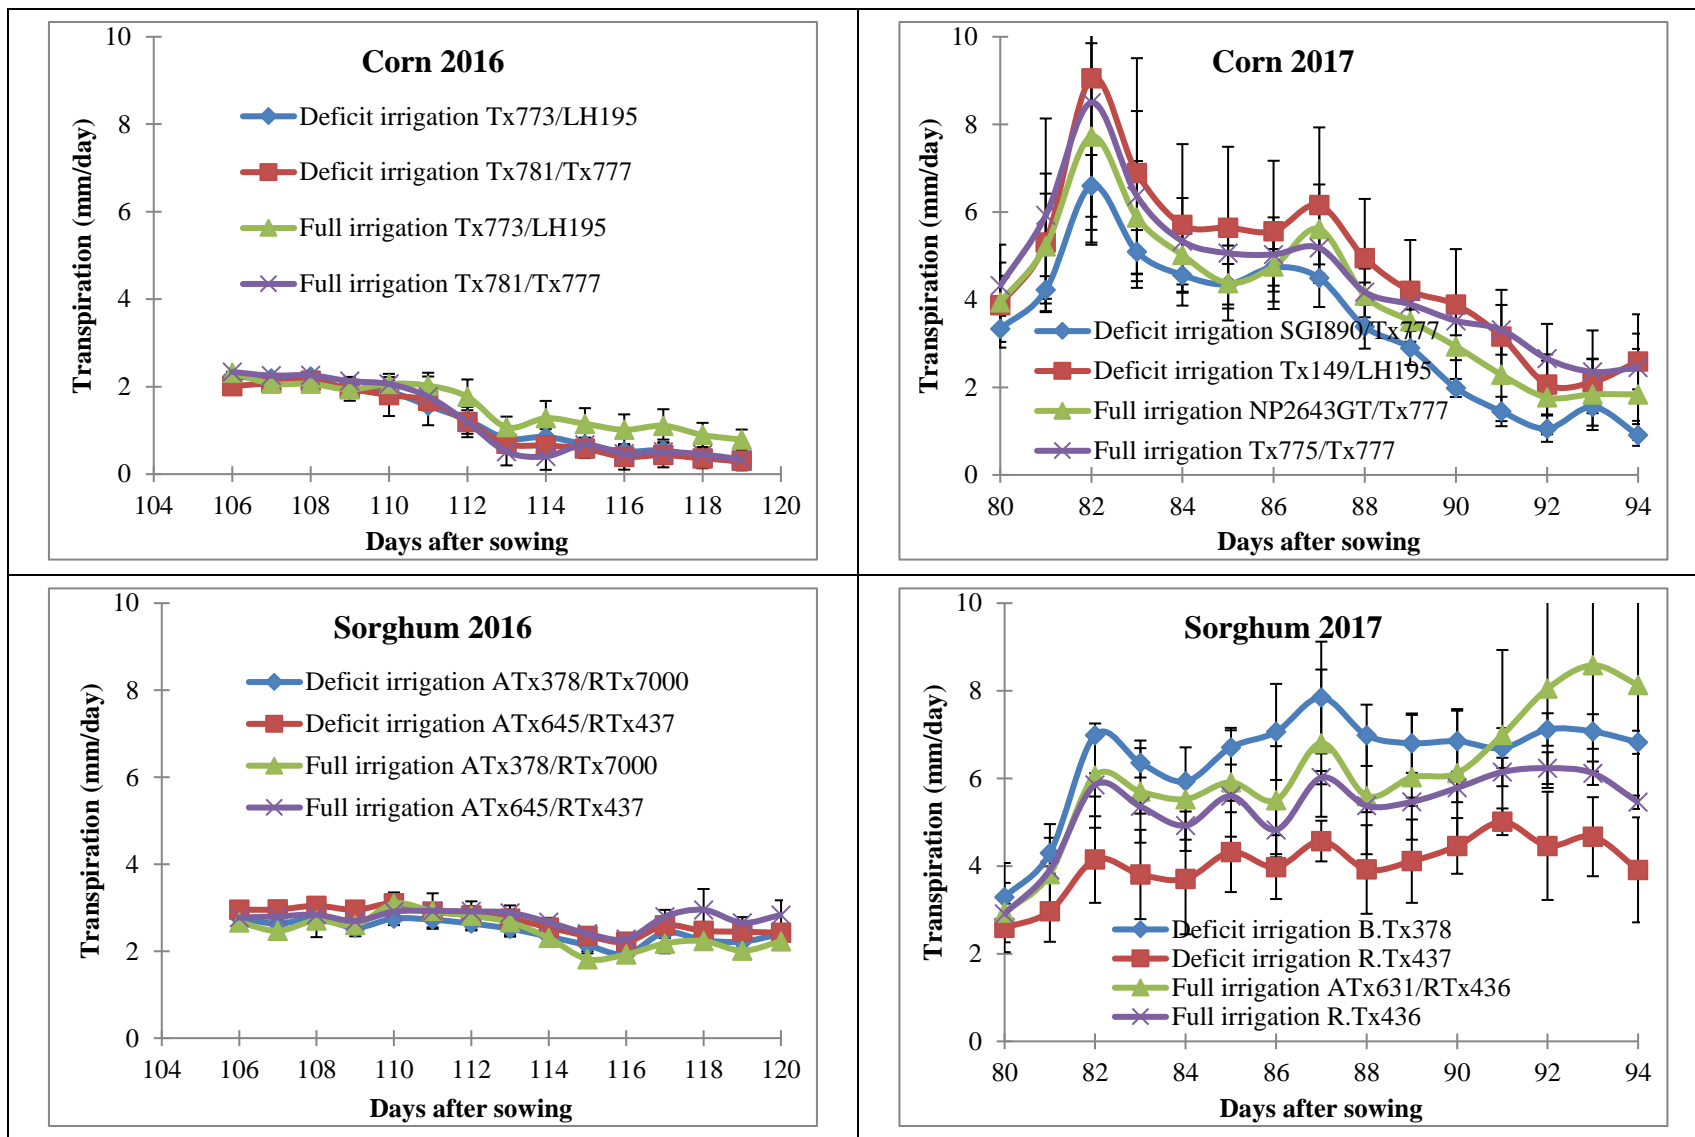 Corn 2016
Transpiration (mm/day)
10
8
6
4
2
0
Deficit irrigation Tx773/LH195
Deficit irrigation Tx781/Tx777
Full irrigation Tx773/LH195
Full irrigation Tx781/Tx777
104 106 108 110 112 114 116 118 120
Days after sowing
Corn 2017
Transpiration (mm/day)
10
8
6
4
2
0
Deficit irrigation SGI890/Tx777
Deficit irrigation Tx149/LH195
Full irrigation NP2643GT/Tx777
Full irrigation Tx775/Tx777
80 82 84 86 88 90 92 94
Days after sowing
Sorghum 2016
Transpiration (mm/day)
10
8
6
4
2
0
Deficit irrigation ATx378/RTx7000
Deficit irrigation ATx645/RTx437
Full irrigation ATx378/RTx7000
Full irrigation ATx645/RTx437
104 106 108 110 112 114 116 118 120
Days after sowing
Sorghum 2017
Transpiration (mm/day)
10
8
6
4
2
0
Deficit irrigation B.Tx378
Deficit irrigation R.Tx437
Full irrigation ATx631/RTx436
Full irrigation R.Tx436
80 82 84 86 88 90 92 94
Days after sowing